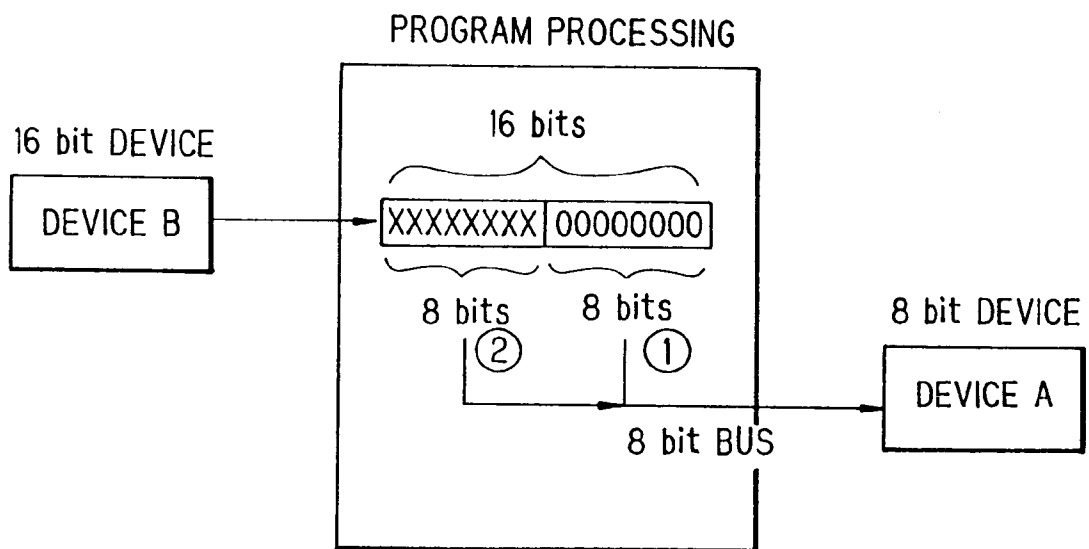 PROGRAM PROCESSING
16 bits
16 bit DEVICE
DEVICE B
XXXXXXXX 00000000
8 bits 8 bits
② ①
8 bit DEVICE
DEVICE A
8 bit BUS